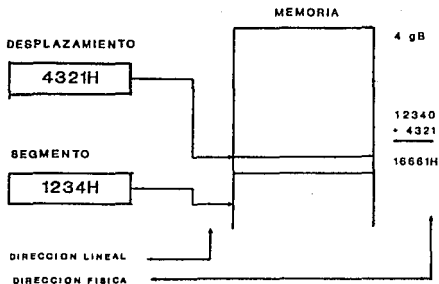 MEMORIA
DESPLAZAMIENTO
4 gB
4321H
12340
+ 4321
SEGMENTO
16661H
1234H
DIRECCION LINEAL
DIRECCION FISICA